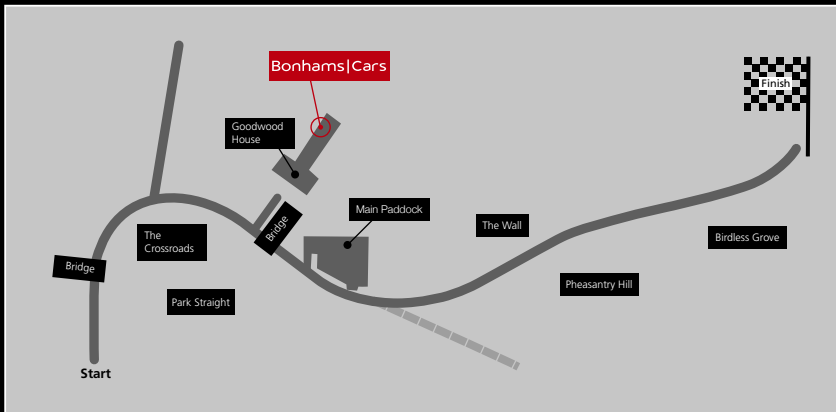 Bonhams|Cars
Finish
Goodwood
House
Main Paddock
Bridge
The Wall
The
Crossroads
Birdless Grove
Bridge
Pheasantry Hill
Park Straight
Start